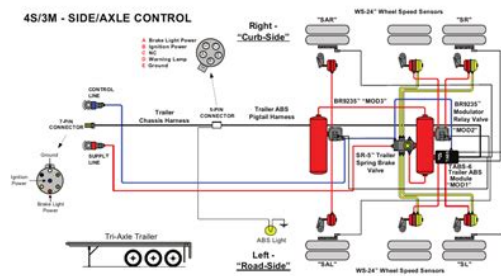 4S/3M - SIDE/AXLE CONTROL
Right -
"Curb-Side"
"SAR"
WS-24" Wheel Speed Sensors
"SR"
A Brake Light Power
B Ignition Power
C NC
D Warning Lamp
E Ground
CONTROL
LINE
7-PIN
CONNECTOR
Trailer
Chassis Harness
5-PIN
CONNECTOR
Trailer ABS
Pigtail Harness
BR9235" "MOD3"
BR9235"
Modulator
Relay Valve
"MOD2"
SUPPLY
LINE
Ground
Ignition
Power
Brake Light
Power
SR-5" Trailer
Spring Brake
Valve
TABS-6
Trailer ABS
Module
"MOD1"
ABS Light
Tri-Axle Trailer
Left -
"Road-Side"
"SAL"
WS-24" Wheel Speed Sensors
"SL"